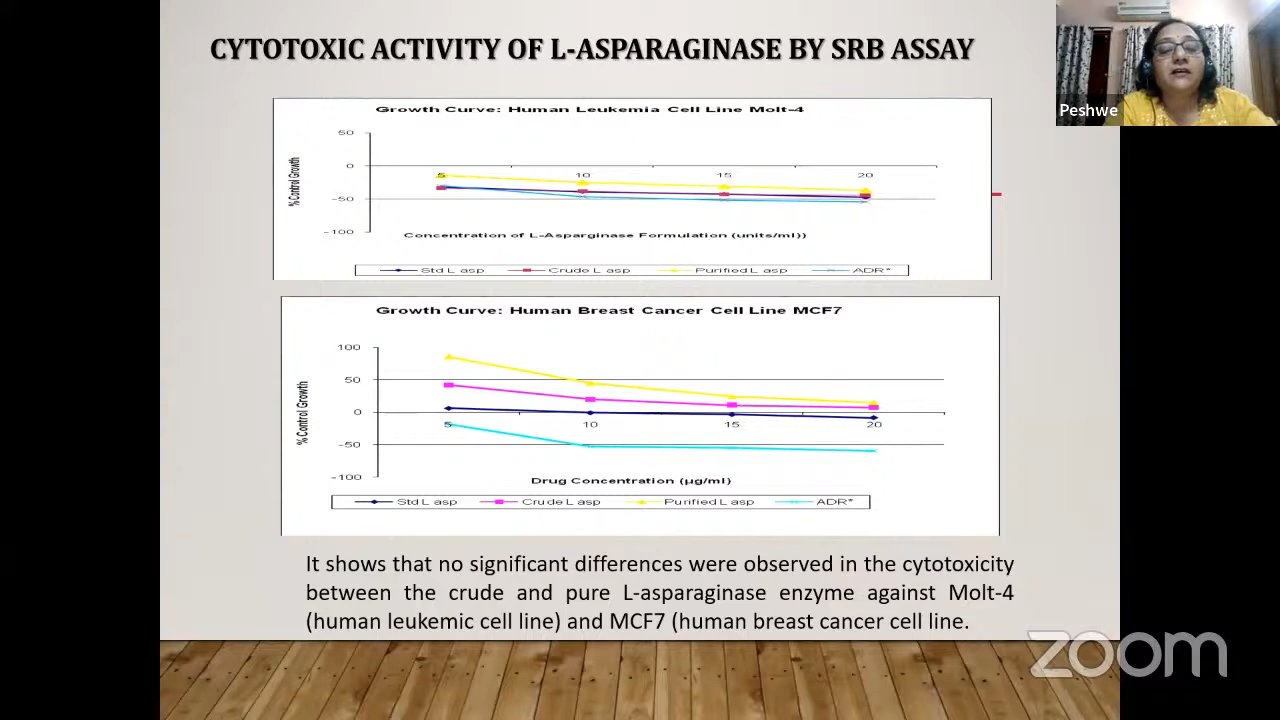 CYTOTOXIC ACTIVITY OF L-ASPARAGINASE BY SRB ASSAY
Peshwe
Growth Curve: Human Leukemia Cell Line Molt-4
50
0
-50
-100
% Control Growth
5
10
15
20
Concentration of L-Asparginase Formulation (units/ml))
Std L asp
Crude L asp
Purified L asp
ADR*
Growth Curve: Human Breast Cancer Cell Line MCF7
100
50
0
-50
-100
% Control Growth
5
10
15
20
Drug Concentration (µg/ml)
Std L asp
Crude L asp
Purified L asp
ADR*
It shows that no significant differences were observed in the cytotoxicity
between the crude and pure L-asparaginase enzyme against Molt-4
(human leukemic cell line) and MCF7 (human breast cancer cell line.
zoom